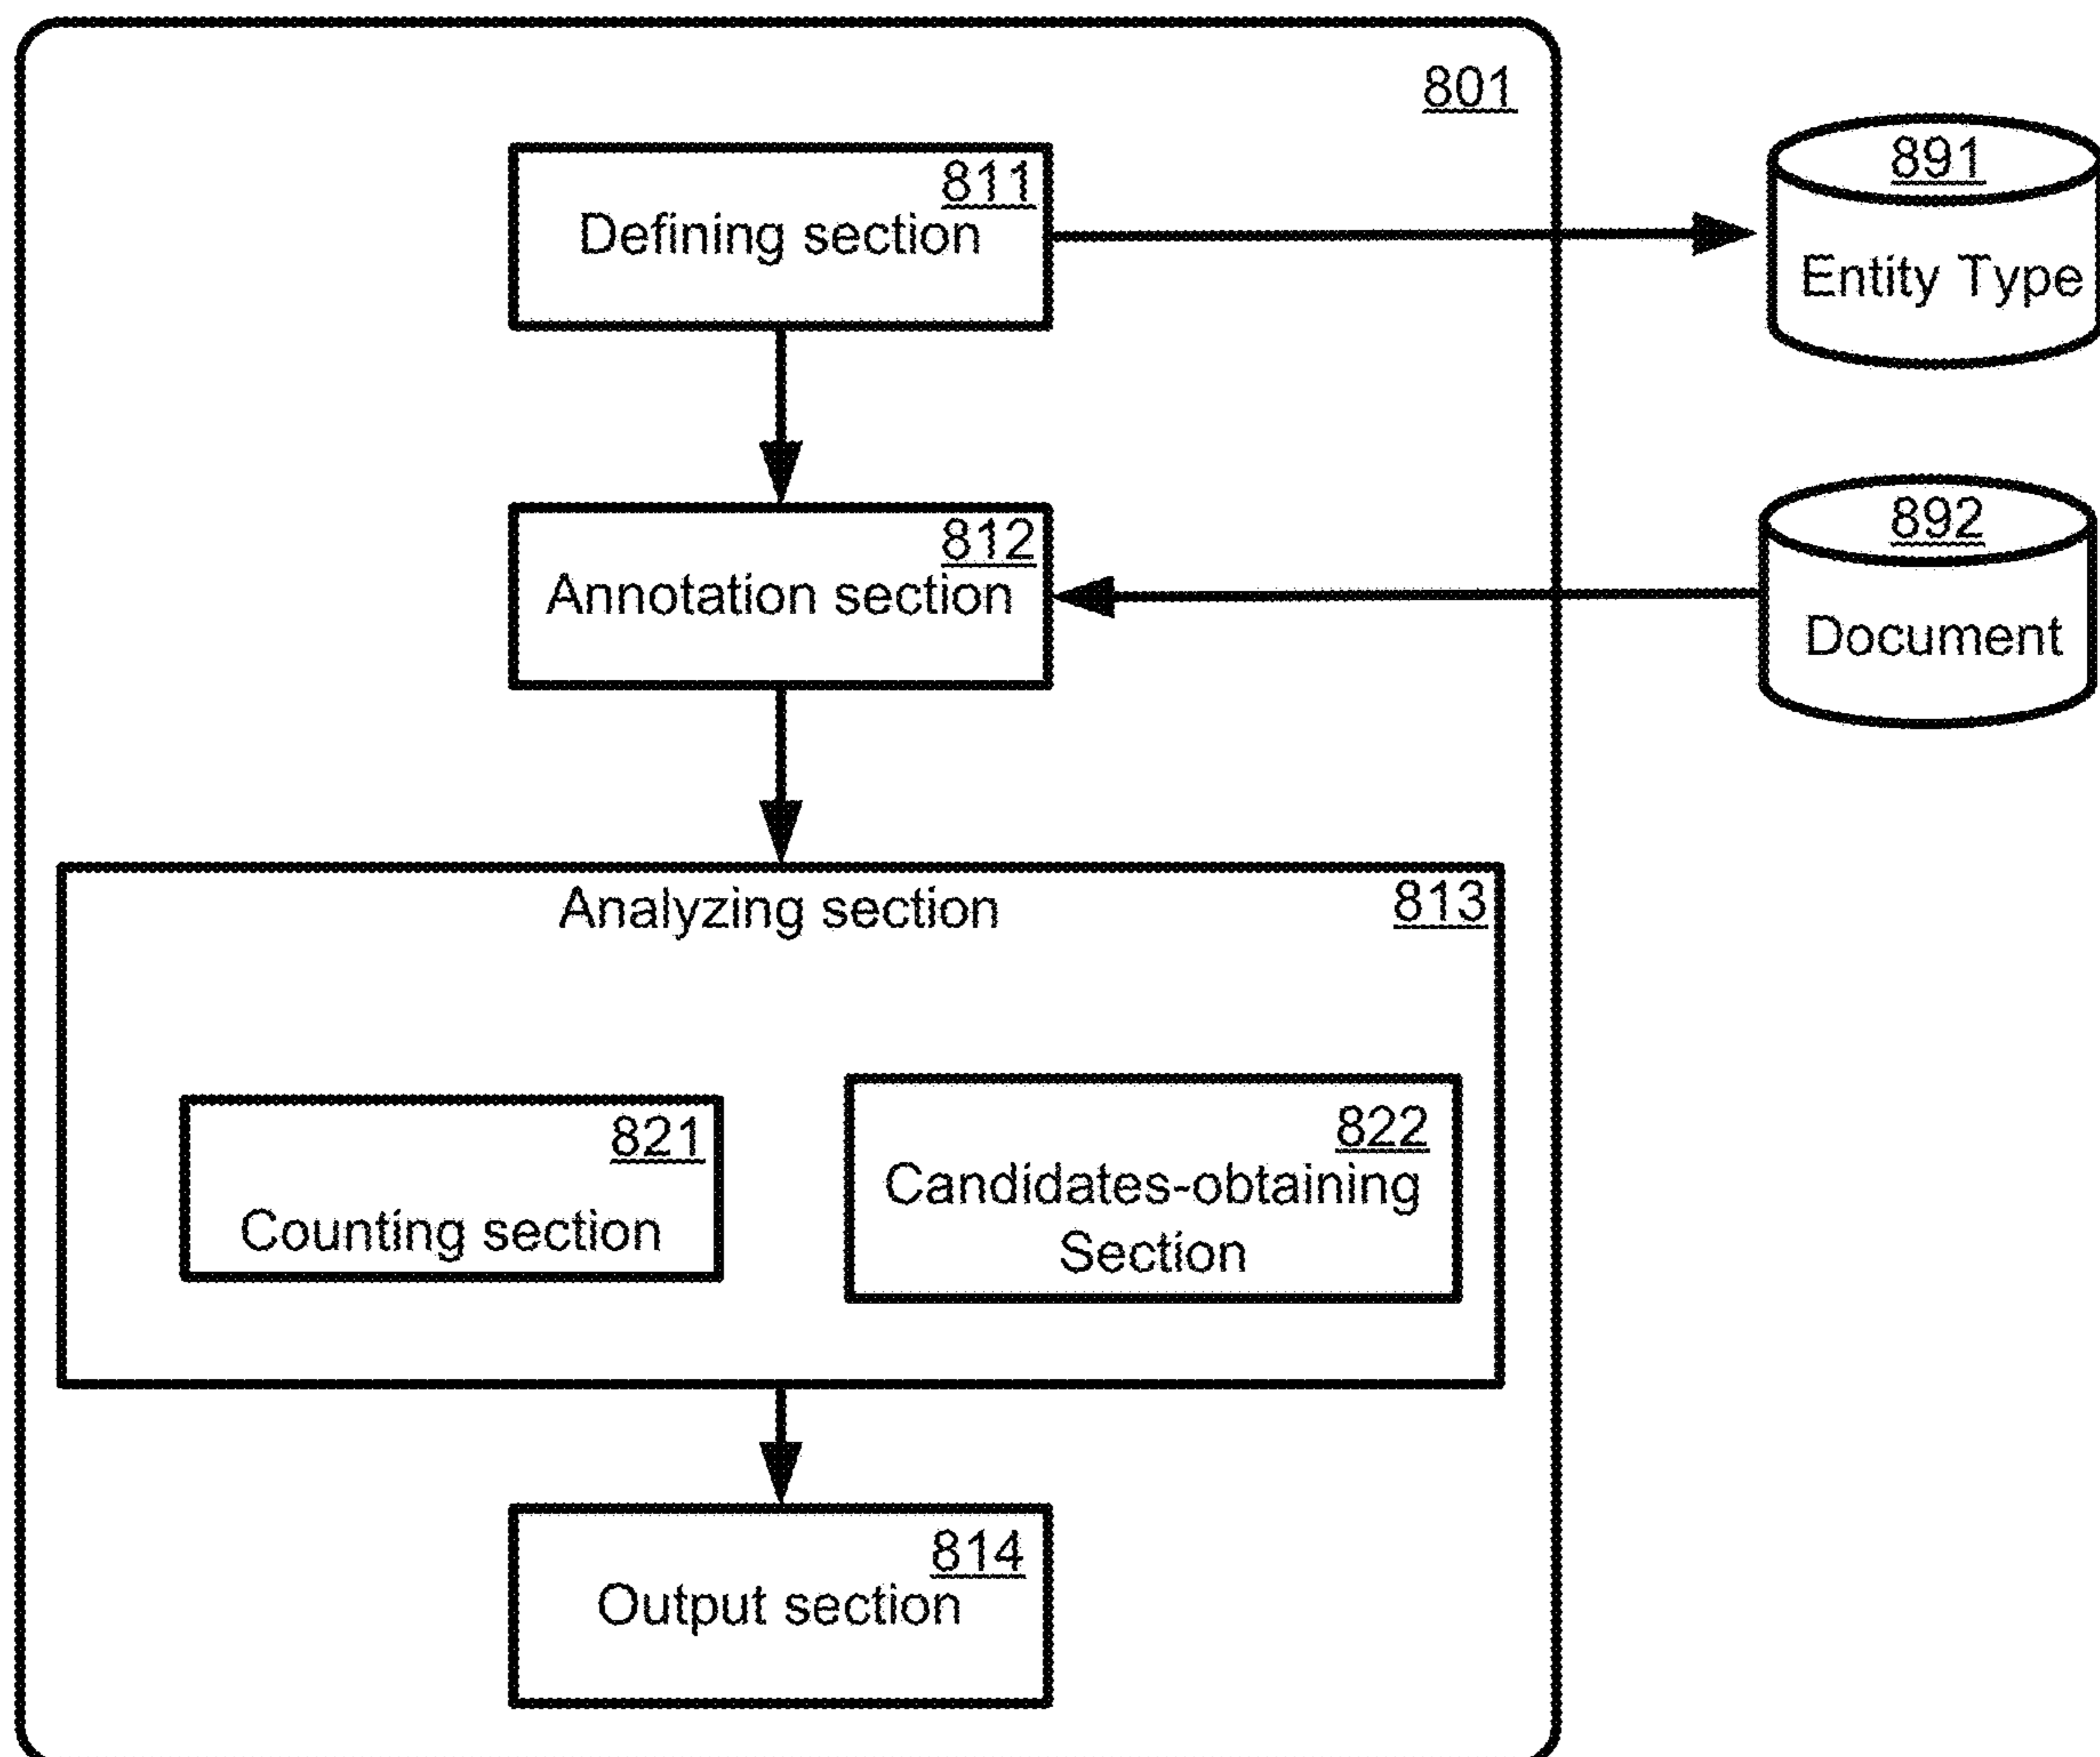 801
811
Defining section
891
Entity Type
812
Annotation section
892
Document
Analyzing section
813
821
Counting section
822
Candidates-obtaining
Section
814
Output section